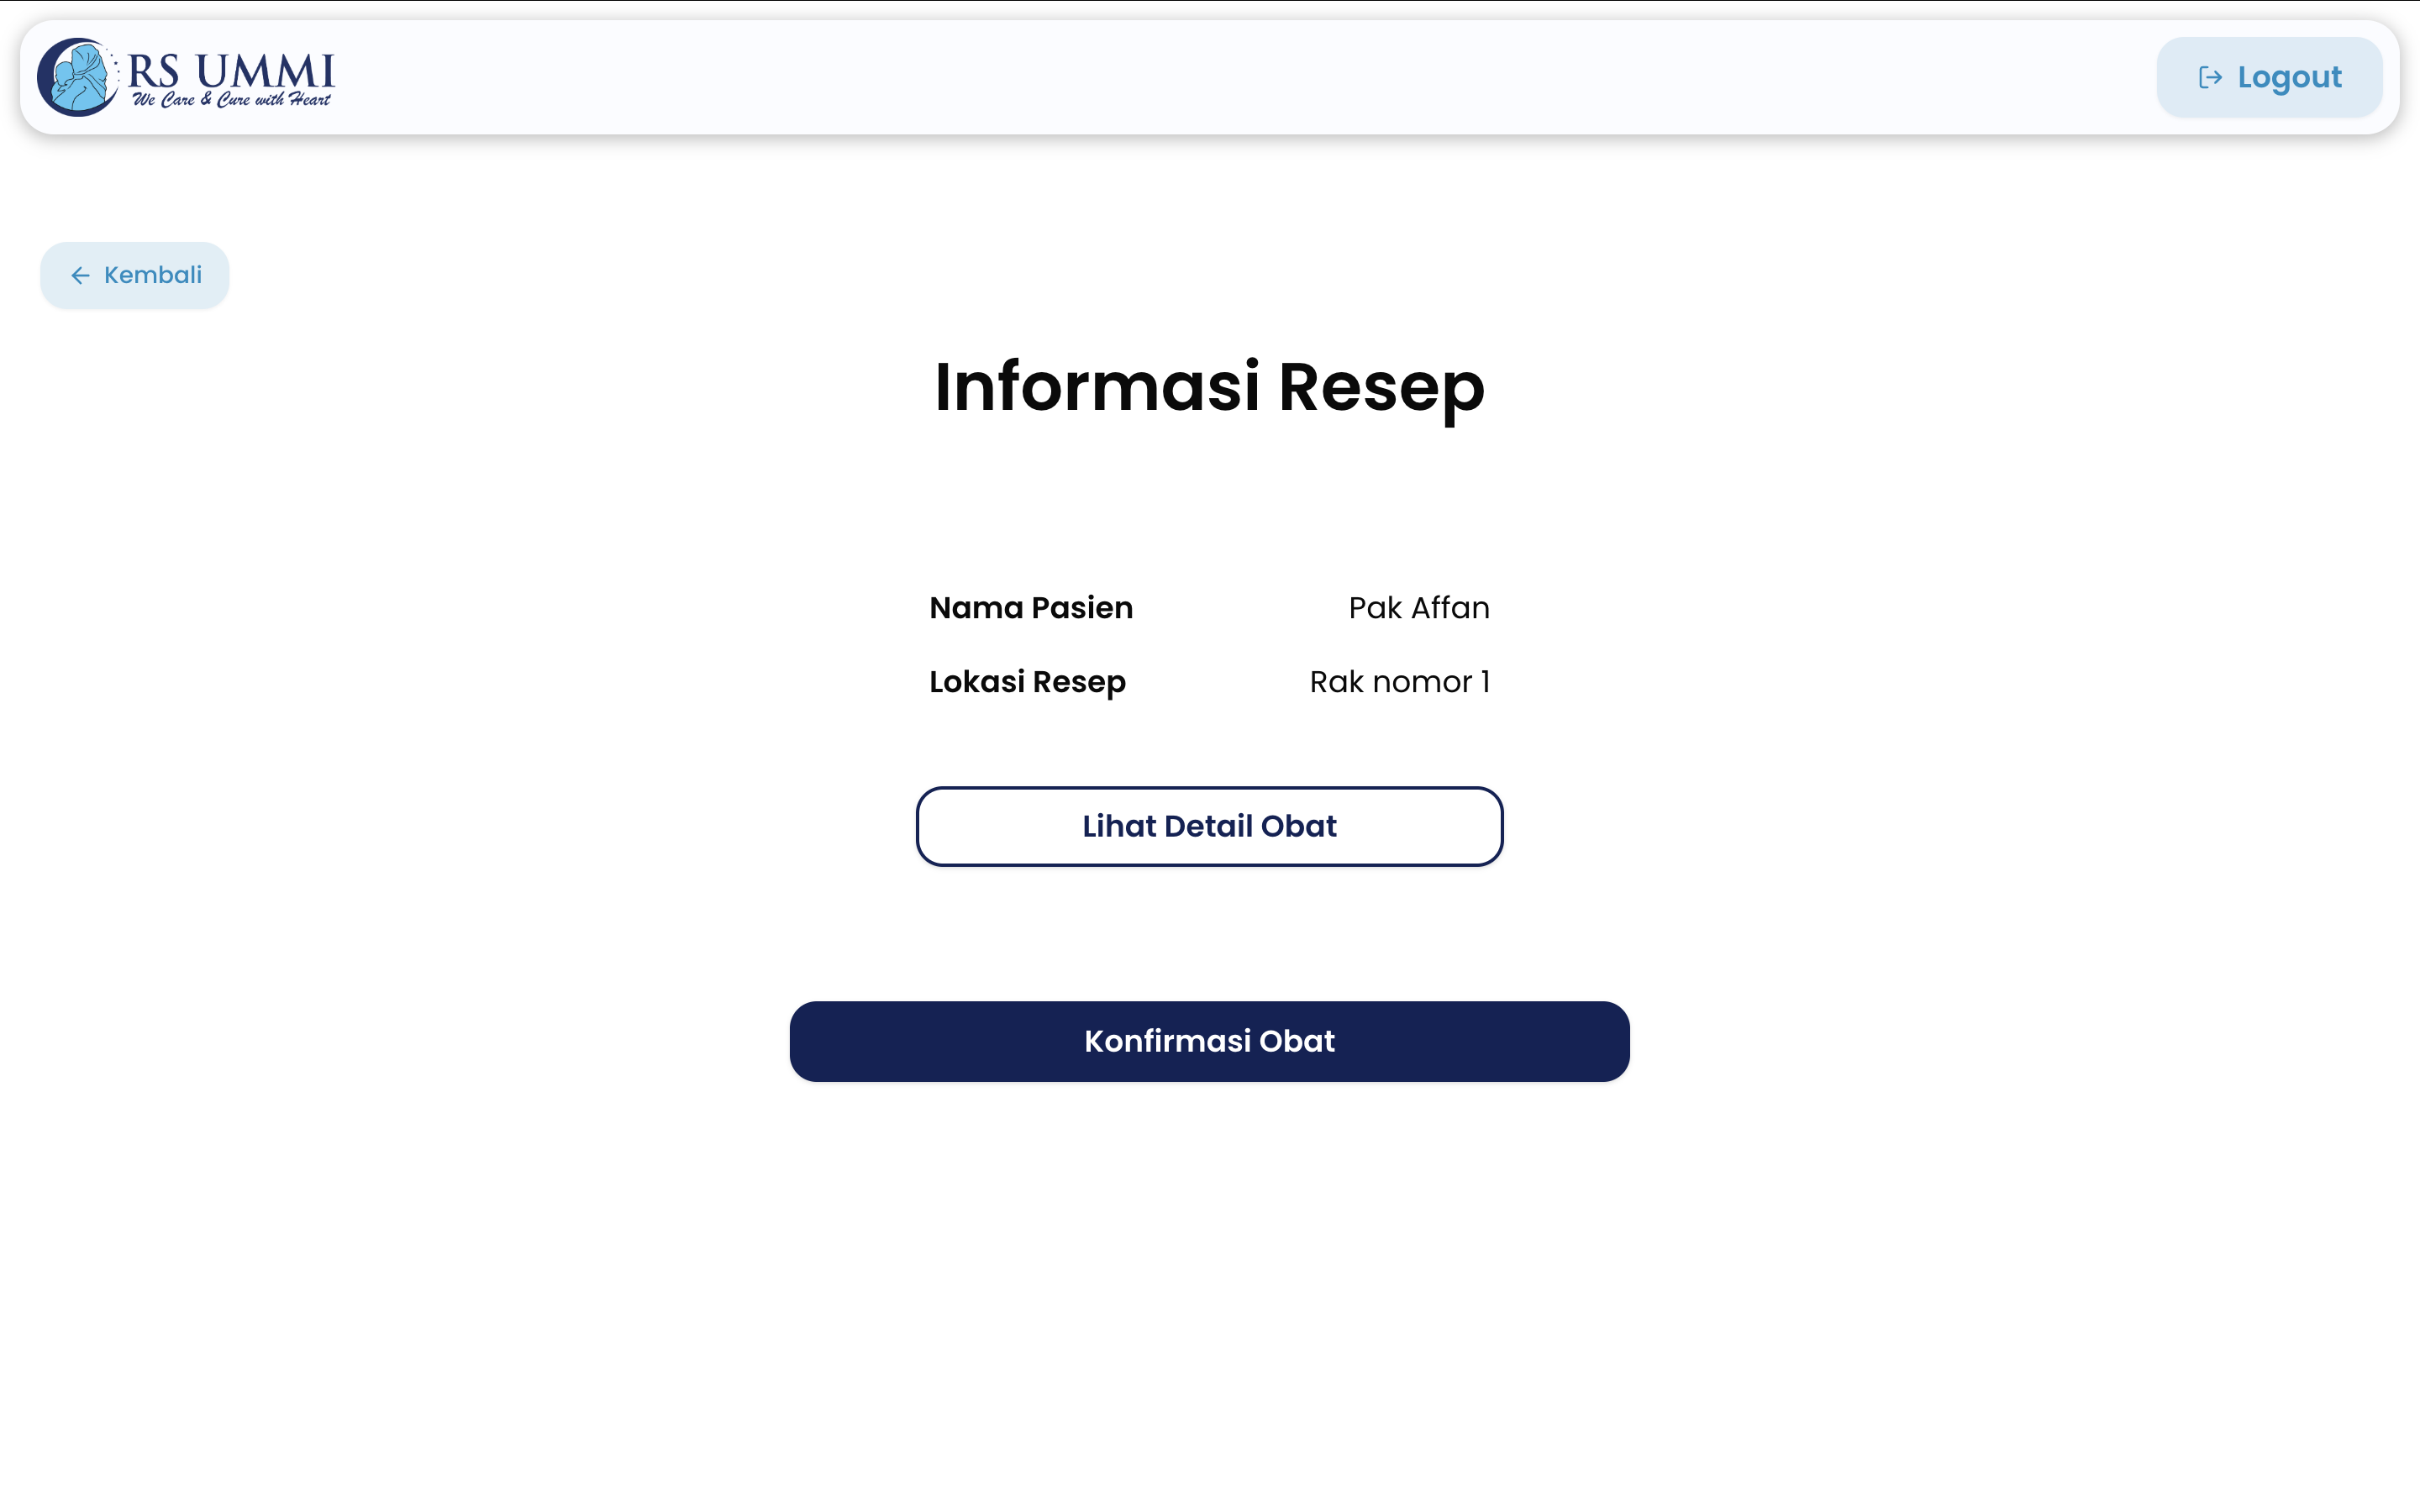 RS UMMI
We Care & Cure with Heart
Logout
Kembali
Informasi Resep
Nama Pasien Pak Affan
Lokasi Resep Rak nomor 1
Lihat Detail Obat
Konfirmasi Obat